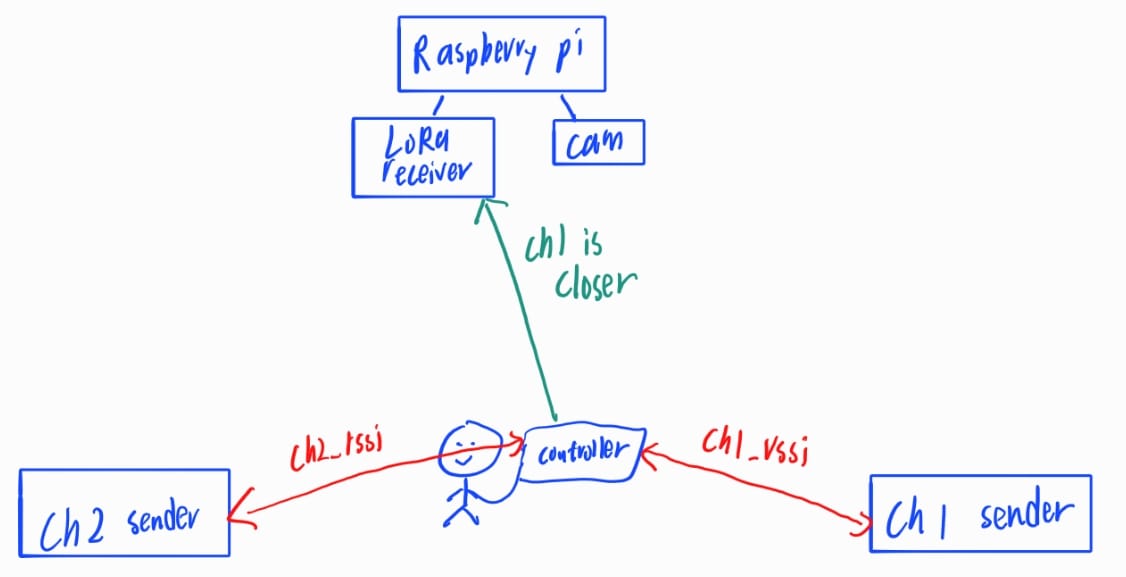 Raspberry pi
LoRa
receiver
cam
ch1 is
closer
ch2_rssi
controller
ch1_rssi
Ch2 sender
Ch1 sender